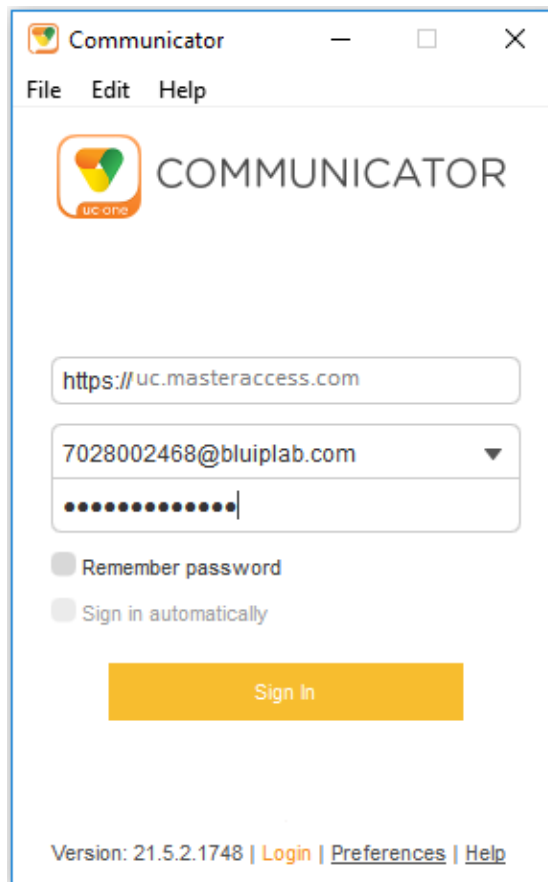 Communicator
File Edit Help
COMMUNICATOR
uc-one
https:// uc.masteraccess.com
7028002468@bluiplab.com
•••••••••••••
Remember password
Sign in automatically
Sign In
Version: 21.5.2.1748 | Login | Preferences | Help